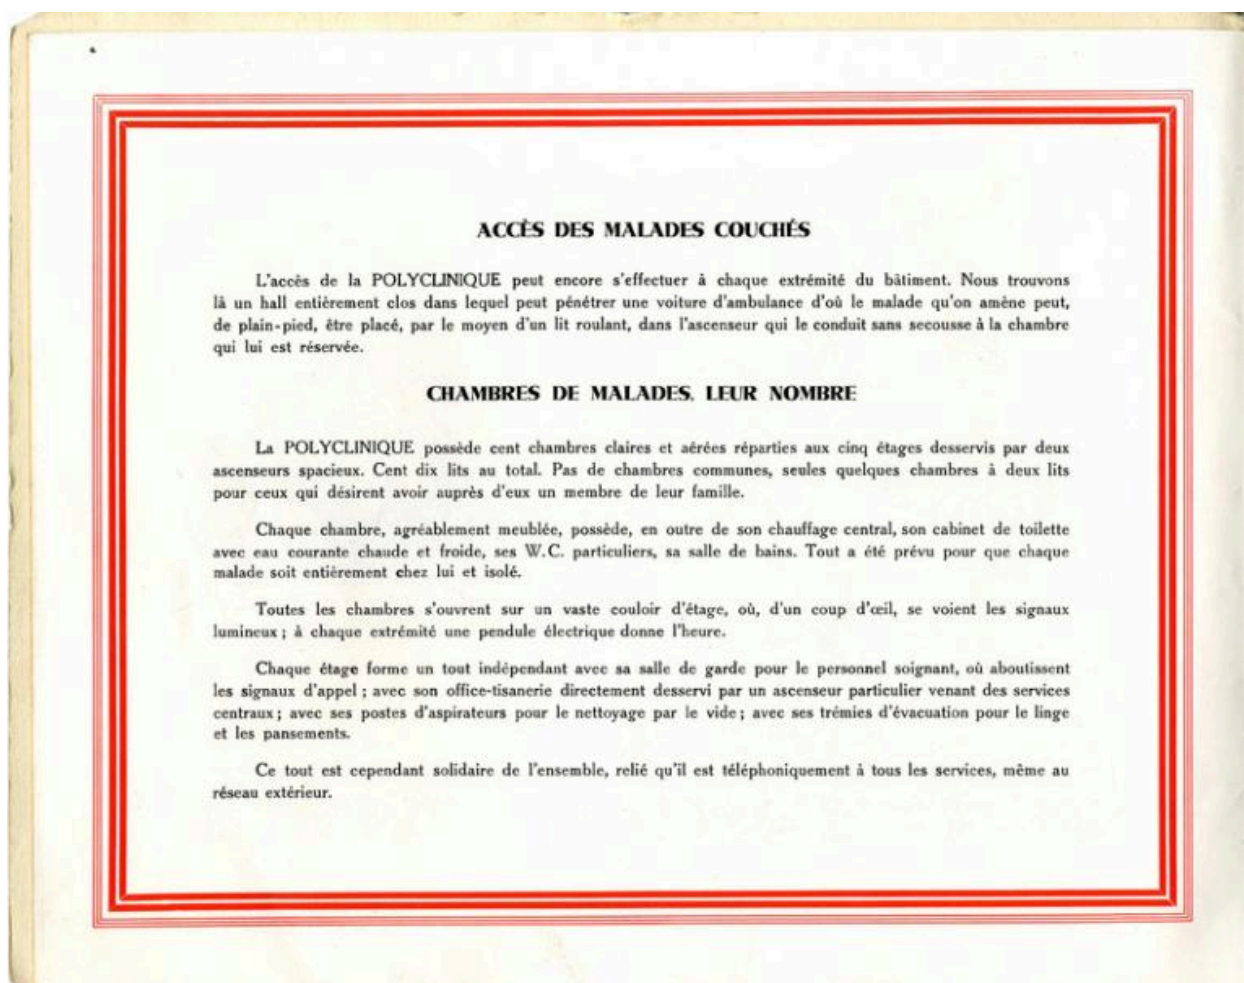 ACCÈS DES MALADES COUCHÉS
L'accès de la POLYCLINIQUE peut encore s'effectuer à chaque extrémité du bâtiment. Nous trouvons
là un hall entièrement clos dans lequel peut pénétrer une voiture d'ambulance d'où le malade qu'on amène peut,
de plain-pied, être placé, par le moyen d'un lit roulant, dans l'ascenseur qui le conduit sans secousse à la chambre
qui lui est réservée.
CHAMBRES DE MALADES. LEUR NOMBRE
La POLYCLINIQUE possède cent chambres claires et aérées réparties aux cinq étages desservis par deux
ascenseurs spacieux. Cent dix lits au total. Pas de chambres communes, seules quelques chambres à deux lits
pour ceux qui désirent avoir auprès d'eux un membre de leur famille.
Chaque chambre, agréablement meublée, possède, en outre de son chauffage central, son cabinet de toilette
avec eau courante chaude et froide, ses W.C. particuliers, sa salle de bains. Tout a été prévu pour que chaque
malade soit entièrement chez lui et isolé.
Toutes les chambres s'ouvrent sur un vaste couloir d'étage, où, d'un coup d'œil, se voient les signaux
lumineux ; à chaque extrémité une pendule électrique donne l'heure.
Chaque étage forme un tout indépendant avec sa salle de garde pour le personnel soignant, où aboutissent
les signaux d'appel ; avec son office-tisanerie directement desservi par un ascenseur particulier venant des services
centraux ; avec ses postes d'aspirateurs pour le nettoyage par le vide ; avec ses trémies d'évacuation pour le linge
et les pansements.
Ce tout est cependant solidaire de l'ensemble, relié qu'il est téléphoniquement à tous les services, même au
réseau extérieur.